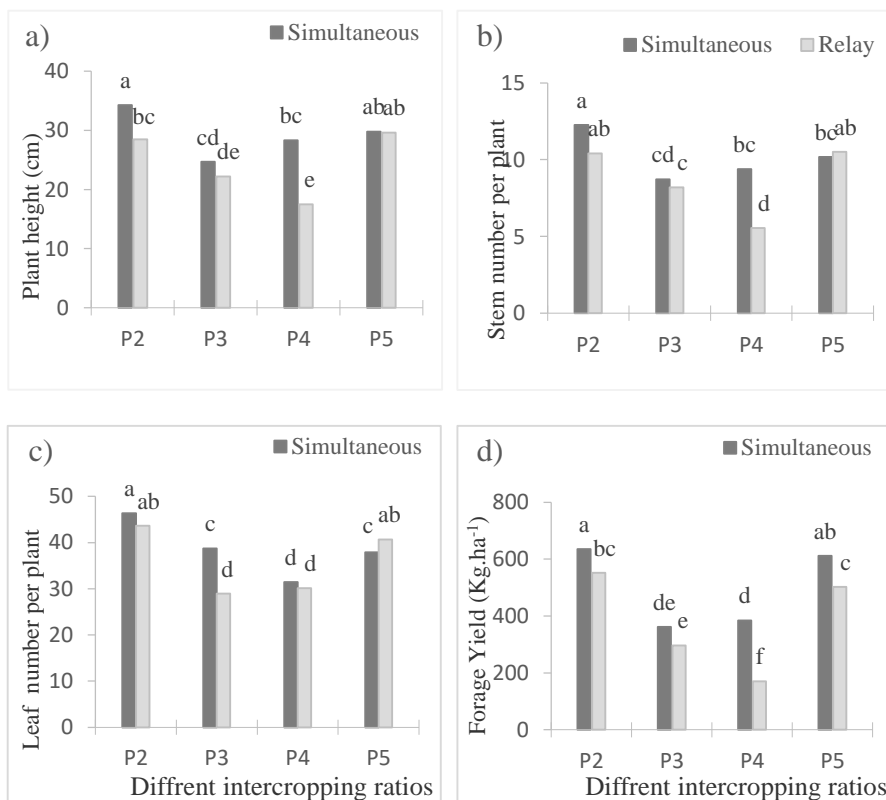 a)
Simultaneous
40
30
20
10
0
Plant height (cm)
a
bc
cd
de
bc
e
ab
ab
P2 P3 P4 P5
b)
Simultaneous Relay
15
10
5
0
Stem number per plant
a
ab
cd
c
bc
d
bc
ab
P2 P3 P4 P5
c)
Simultaneous
50
40
30
20
10
0
Leaf number per plant
a
ab
c
d
d
d
c
ab
P2 P3 P4 P5
Diffrent intercropping ratios
d)
Simultaneous
800
600
400
200
0
Forage Yield (Kg.ha-1)
a
bc
de
e
d
f
ab
c
P2 P3 P4 P5
Diffrent intercropping ratios